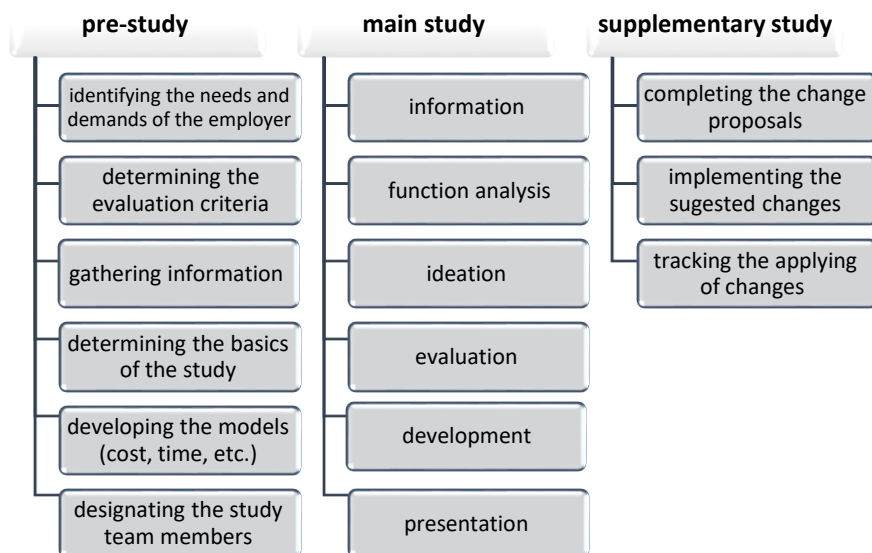 pre-study
identifying the needs and
demands of the employer
determining the
evaluation criteria
gathering information
determining the basics
of the study
developing the models
(cost, time, etc.)
designating the study
team members
main study
information
function analysis
ideation
evaluation
development
presentation
supplementary study
completing the change
proposals
implementing the
sugested changes
tracking the applying
of changes